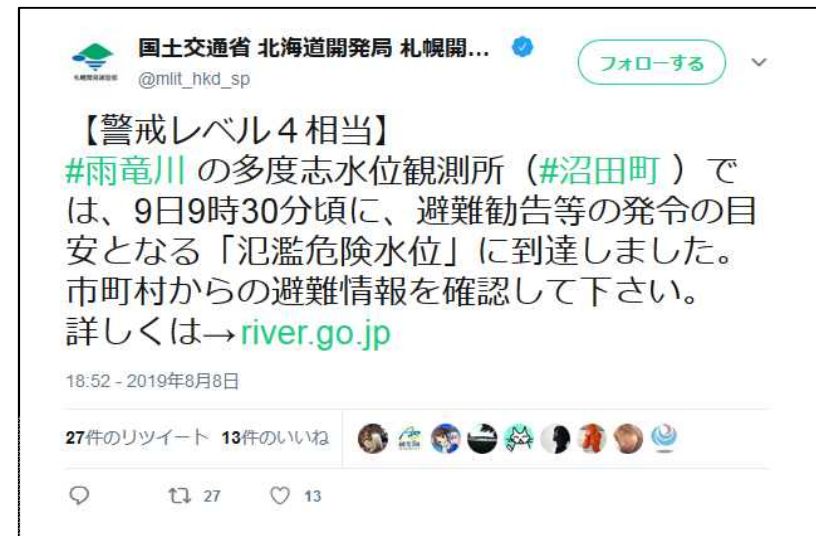 国土交通省 北海道開発局 札幌開...
@mlit_hkd_sp
フォローする
【警戒レベル４相当】
#雨竜川 の多度志水位観測所（#沼田町 ）で
は、9日9時30分頃に、避難勧告等の発令の目
安となる「氾濫危険水位」に到達しました。
市町村からの避難情報を確認して下さい。
詳しくは→river.go.jp
18:52 - 2019年8月8日
27件のリツイート 13件のいいね
27 13